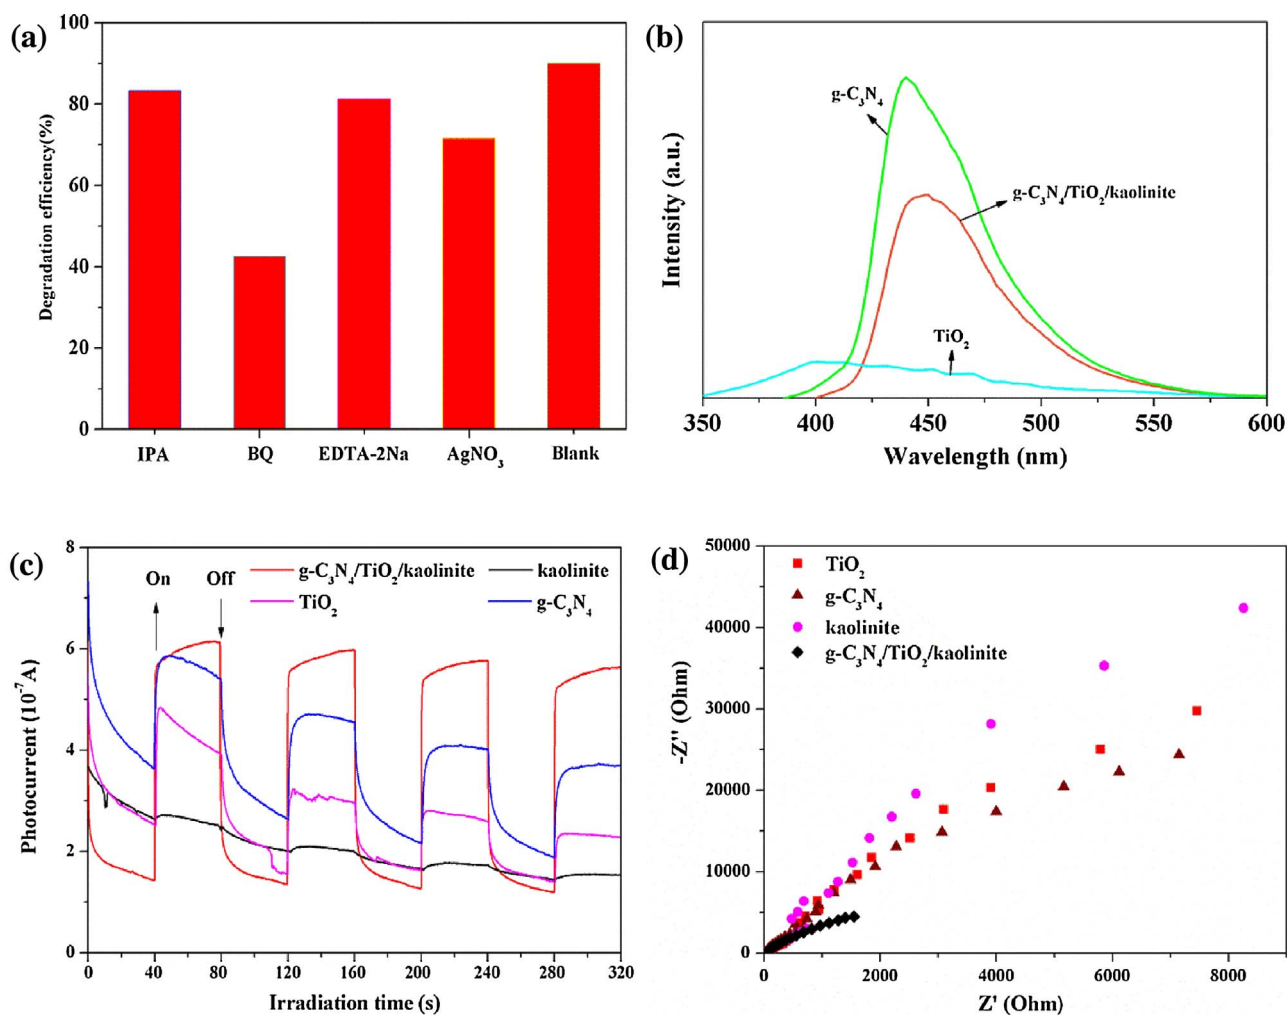 (a)
100
80
60
40
20
0
Degradation efficiency(%)
IPA BQ EDTA-2Na AgNO₃ Blank
(b)
g-C₃N₄
g-C₃N₄/TiO₂/kaolinite
TiO₂
Intensity (a.u.)
350 400 450 500 550 600
Wavelength (nm)
(c)
8
6
4
2
0
On Off
g-C₃N₄/TiO₂/kaolinite kaolinite
TiO₂ g-C₃N₄
Photocurrent (10⁻⁷ A)
0 40 80 120 160 200 240 280 320
Irradiation time (s)
(d)
50000
40000
30000
20000
10000
0
TiO₂
g-C₃N₄
kaolinite
g-C₃N₄/TiO₂/kaolinite
-Z'' (Ohm)
0 2000 4000 6000 8000
Z' (Ohm)